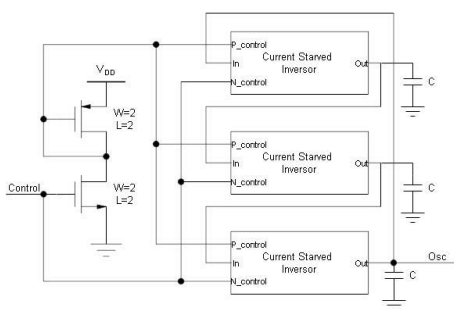 P_control
In
N_control
Current Starved
Inversor
Out
C
V_DD
W=2
L=2
P_control
In
N_control
Current Starved
Inversor
Out
C
Control
W=2
L=2
P_control
In
N_control
Current Starved
Inversor
Out
Osc
C